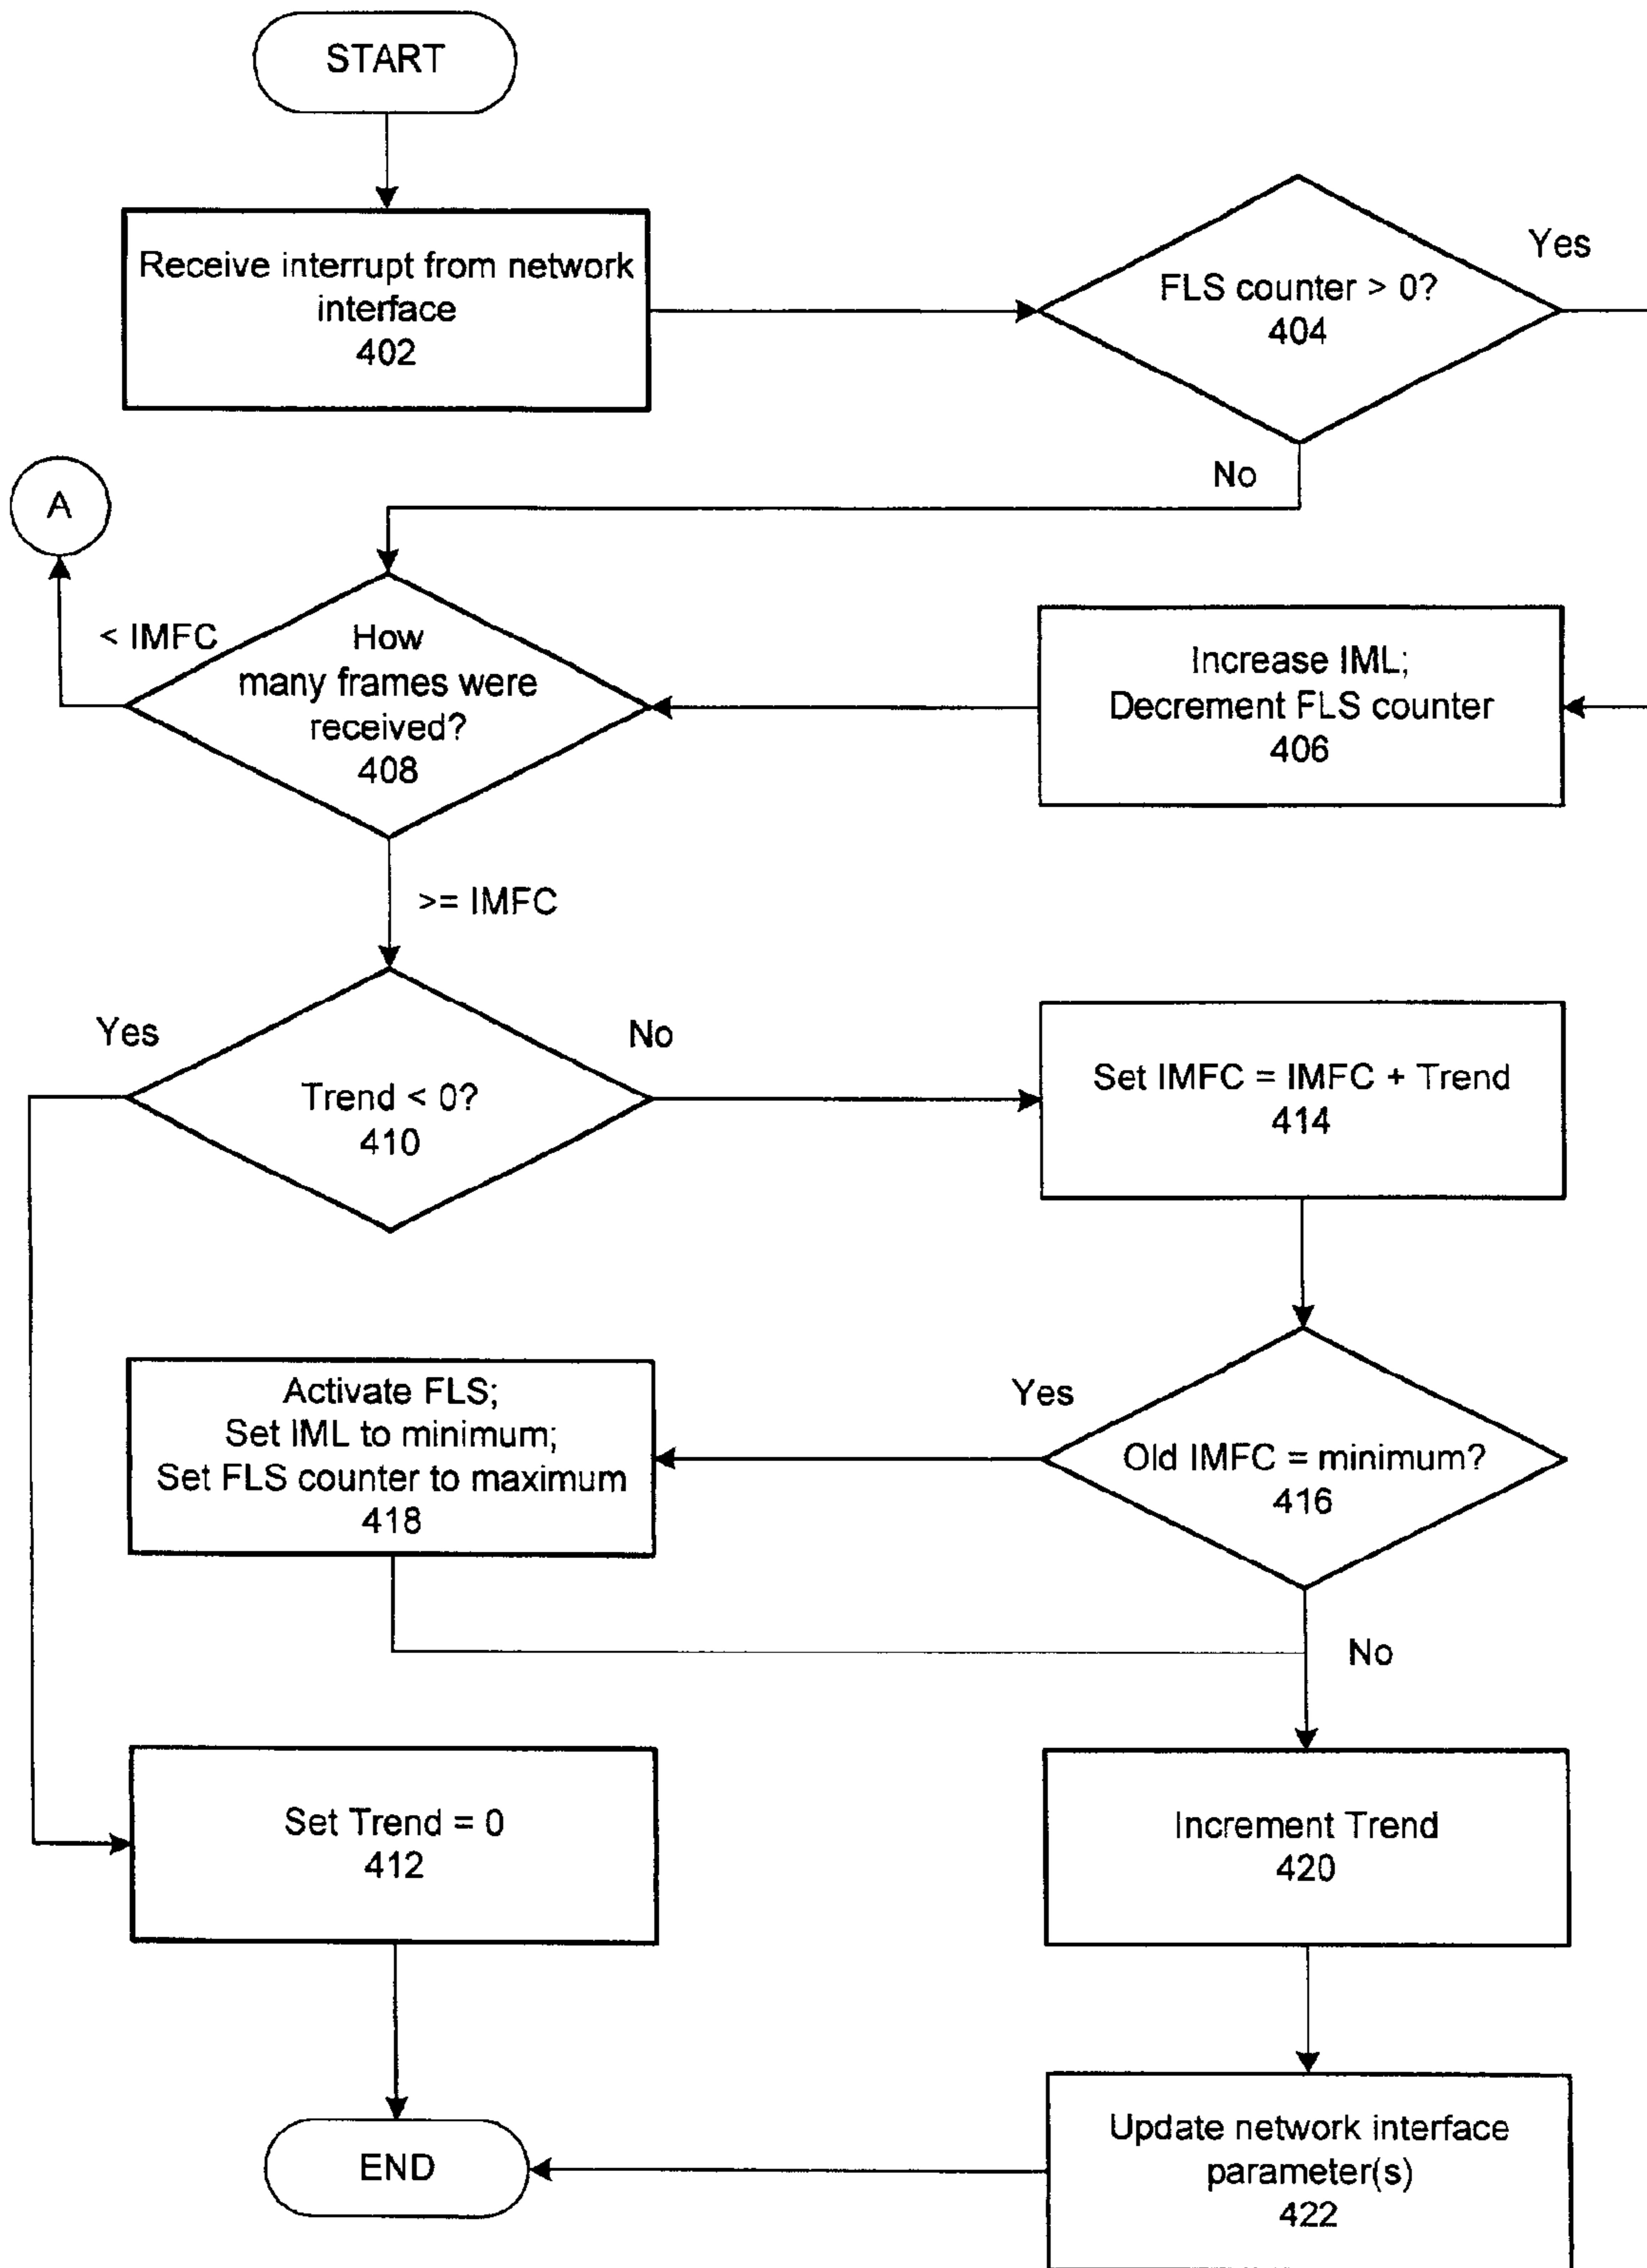 START
Receive interrupt from network
interface
402
FLS counter > 0?
404
Yes
No
A
< IMFC
How
many frames were
received?
408
Increase IML;
Decrement FLS counter
406
>= IMFC
Yes
Trend < 0?
410
No
Set IMFC = IMFC + Trend
414
Activate FLS;
Set IML to minimum;
Set FLS counter to maximum
418
Yes
Old IMFC = minimum?
416
No
Set Trend = 0
412
Increment Trend
420
END
Update network interface
parameter(s)
422